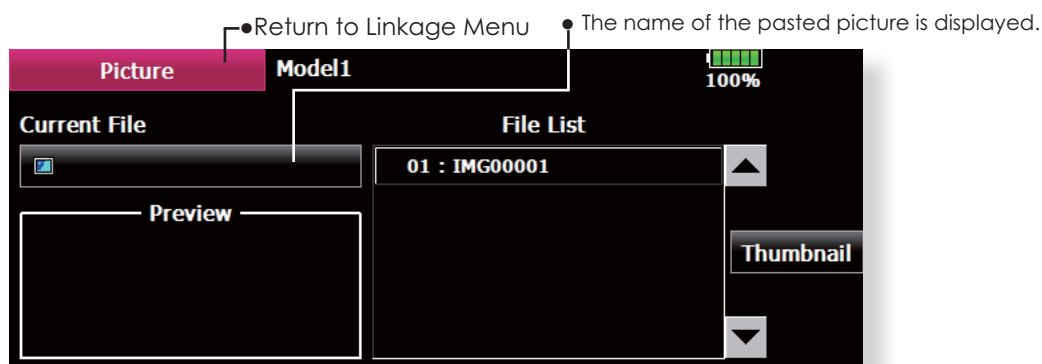 ●Return to Linkage Menu
● The name of the pasted picture is displayed.
Picture
Model1
100%
Current File
File List
01 : IMG00001
Preview
Thumbnail